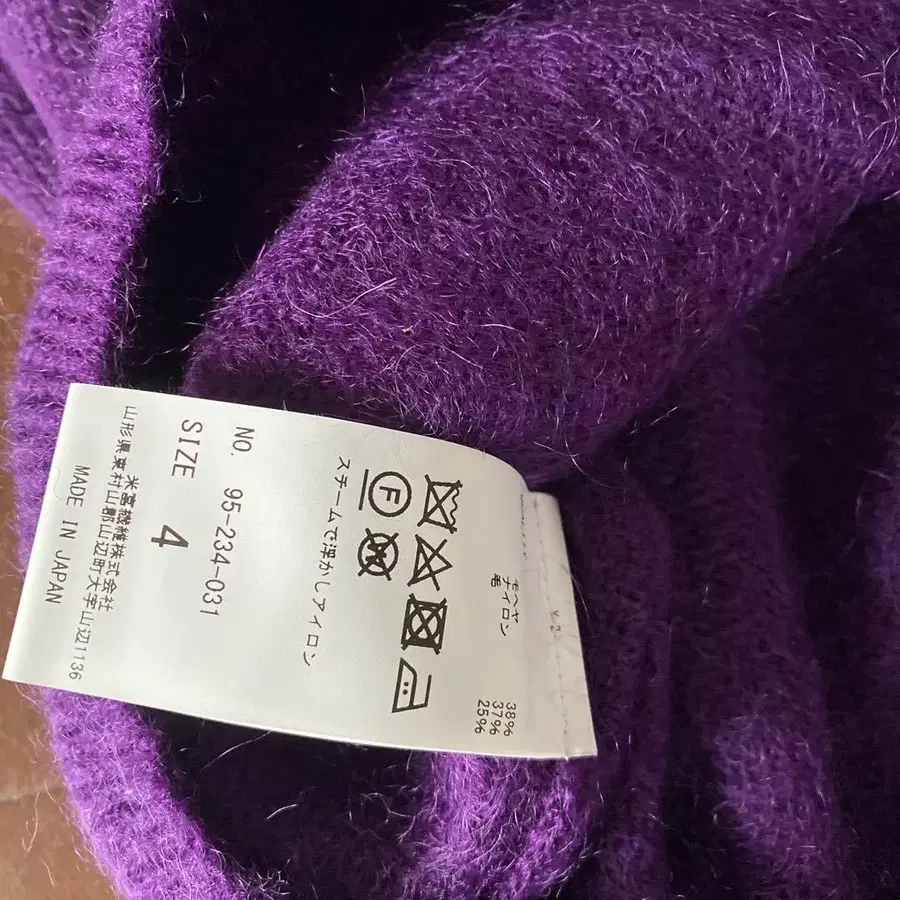 モヘヤ 38%
ナイロン 37%
毛 25%
F
W
スチームで浮かしアイロン
NO. 95-234-031
SIZE 4
米富繊維株式会社
山形県東村山郡山辺町大字山辺1136
MADE IN JAPAN